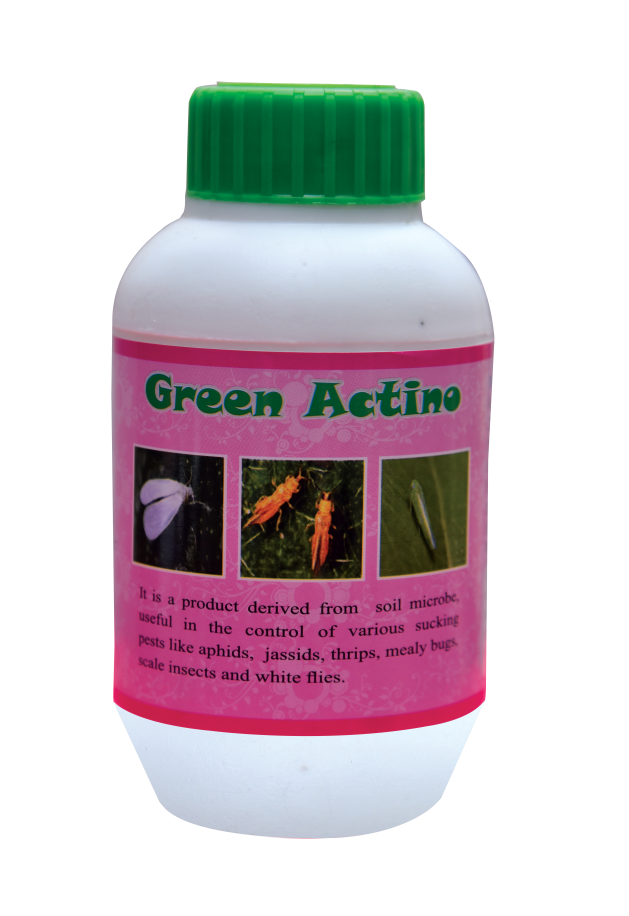 Green Actino
It is a product derived from soil microbe,
useful in the control of various sucking
pests like aphids, jassids, thrips, mealy bugs,
scale insects and white flies.